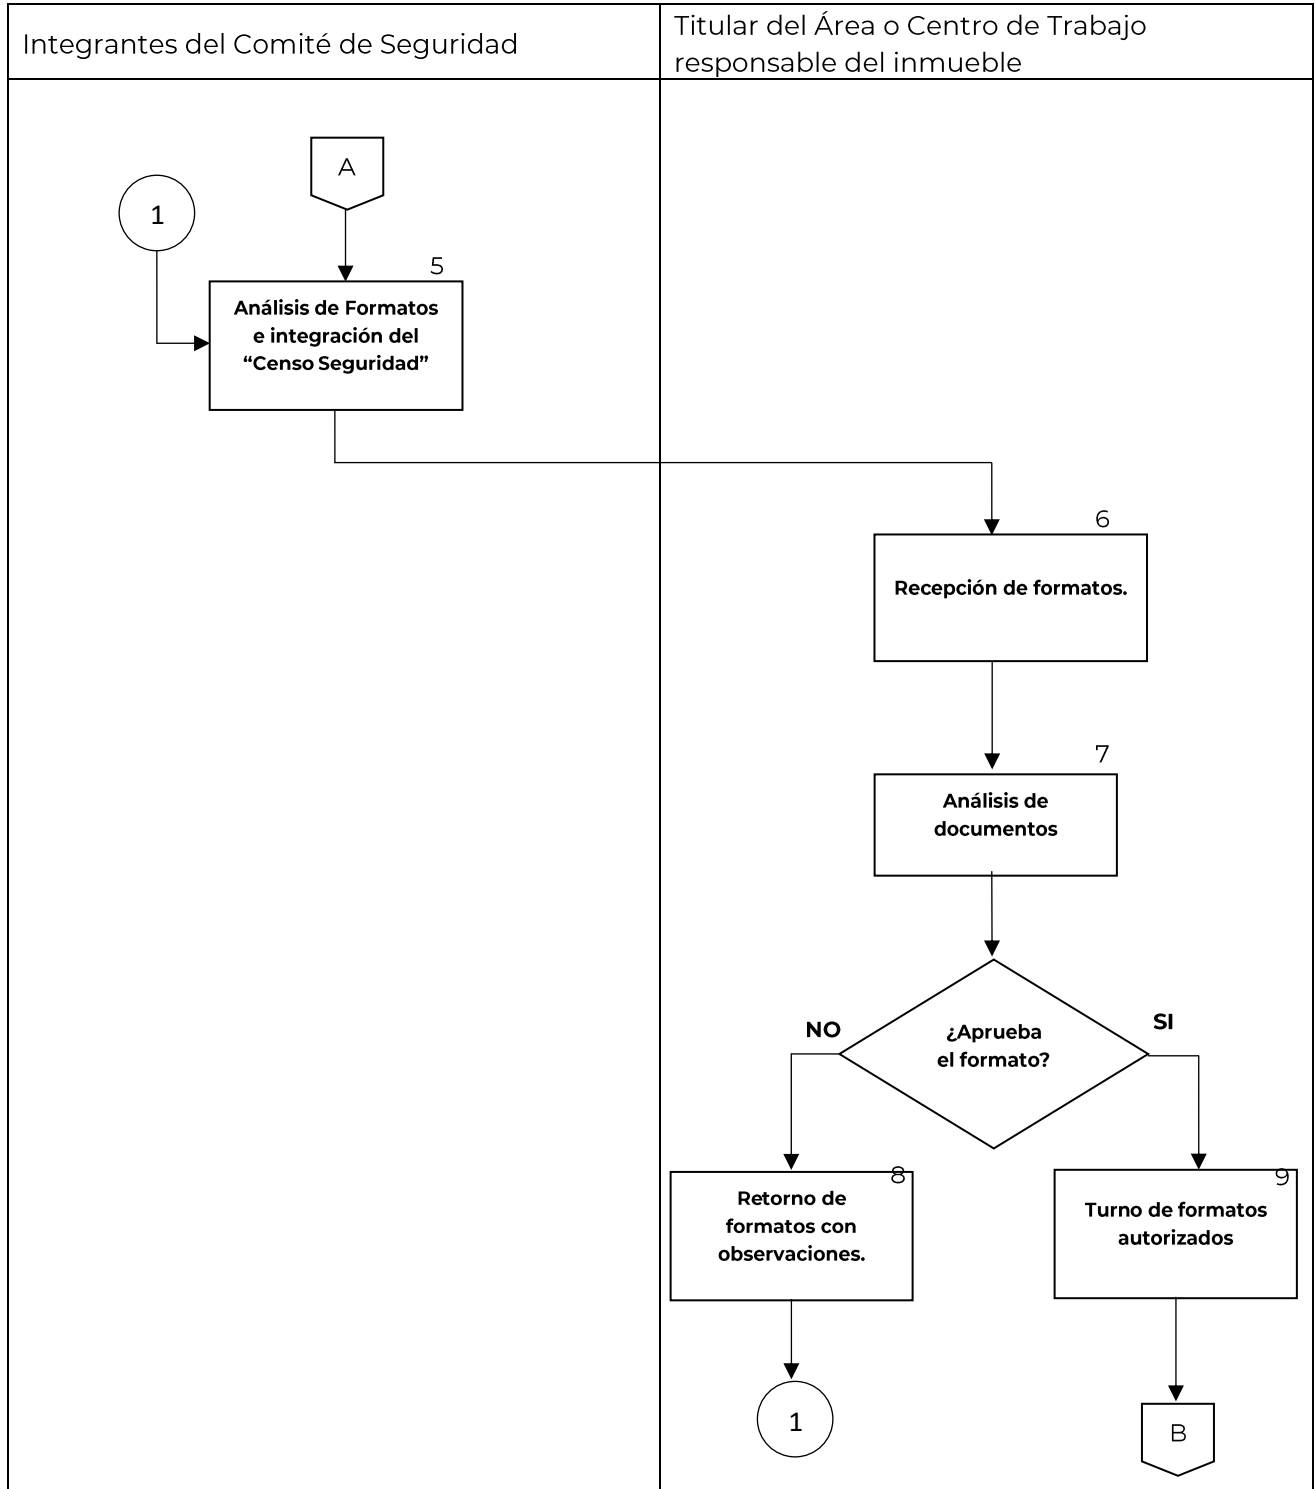 Integrantes del Comité de Seguridad
Titular del Área o Centro de Trabajo
responsable del inmueble
A
1
5
Análisis de Formatos
e integración del
“Censo Seguridad”
6
Recepción de formatos.
7
Análisis de
documentos
NO
¿Aprueba
el formato?
SI
8
Retorno de
formatos con
observaciones.
9
Turno de formatos
autorizados
1
B